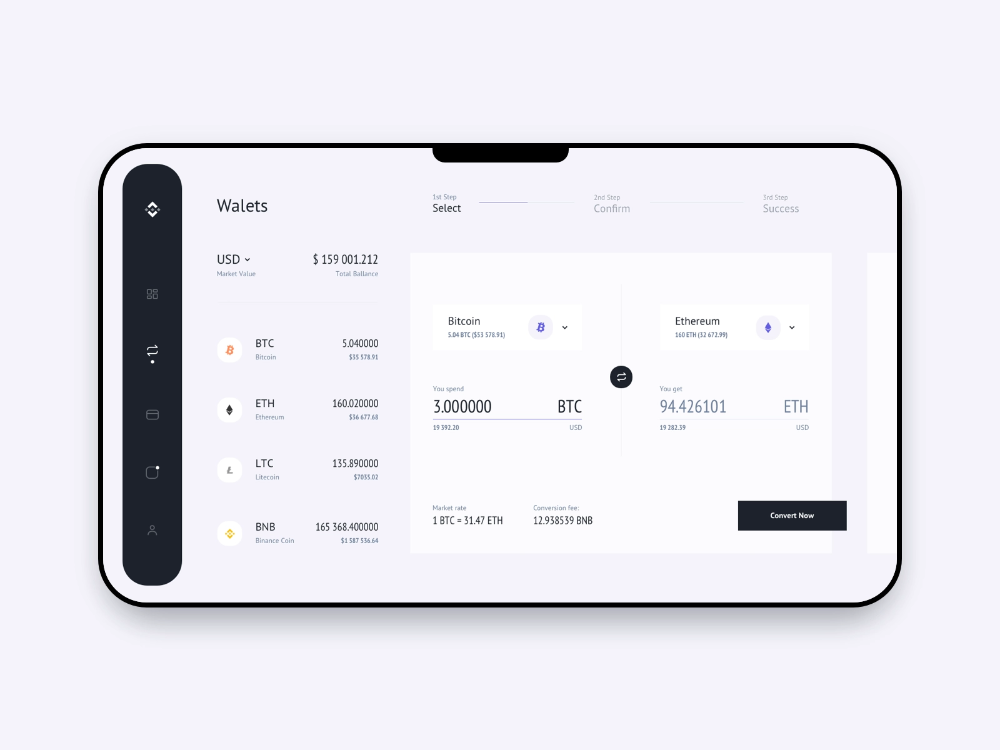 Walets
1st Step
Select
2nd Step
Confirm
3rd Step
Success
USD
$ 159 001.212
Market Value
Total Ballance
BTC
5.040000
Bitcoin
$35 578.91
ETH
160.020000
Ethereum
$36 677.68
LTC
135.890000
Litecoin
$7035.02
BNB
165 368.400000
Binance Coin
$1 587 536.64
Bitcoin
5.04 BTC ($53 578.91)
Ethereum
160 ETH (32 672.99)
You spend
3.000000
BTC
19 392.20
USD
You get
94.426101
ETH
19 282.39
USD
Market rate
1 BTC = 31.47 ETH
Conversion fee:
12.938539 BNB
Convert Now